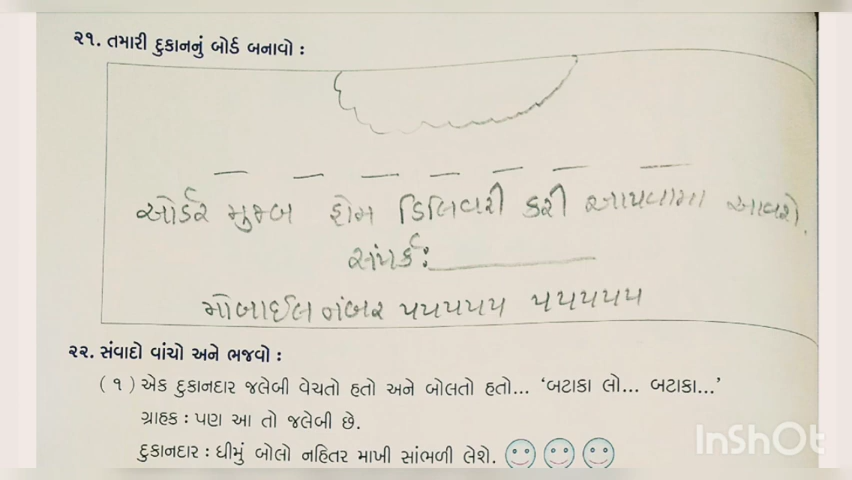 ૨૧. તમારી દુકાનનું બોર્ડ બનાવો :
ઓર્ડર મુજબ હોમ ડિલિવરી કરી આપવામા આવશે.
સંપર્ક:
મોબાઈલ નંબર ૫૫૫૫૫ ૫૫૫૫૫
૨૨. સંવાદો વાંચો અને ભજવો :
(૧) એક દુકાનદાર જલેબી વેચતો હતો અને બોલતો હતો... ‘બટાકા લો... બટાકા...’
ગ્રાહક : પણ આ તો જલેબી છે.
દુકાનદાર : ધીમું બોલો નહિતર માખી સાંભળી લેશે.
InShOt